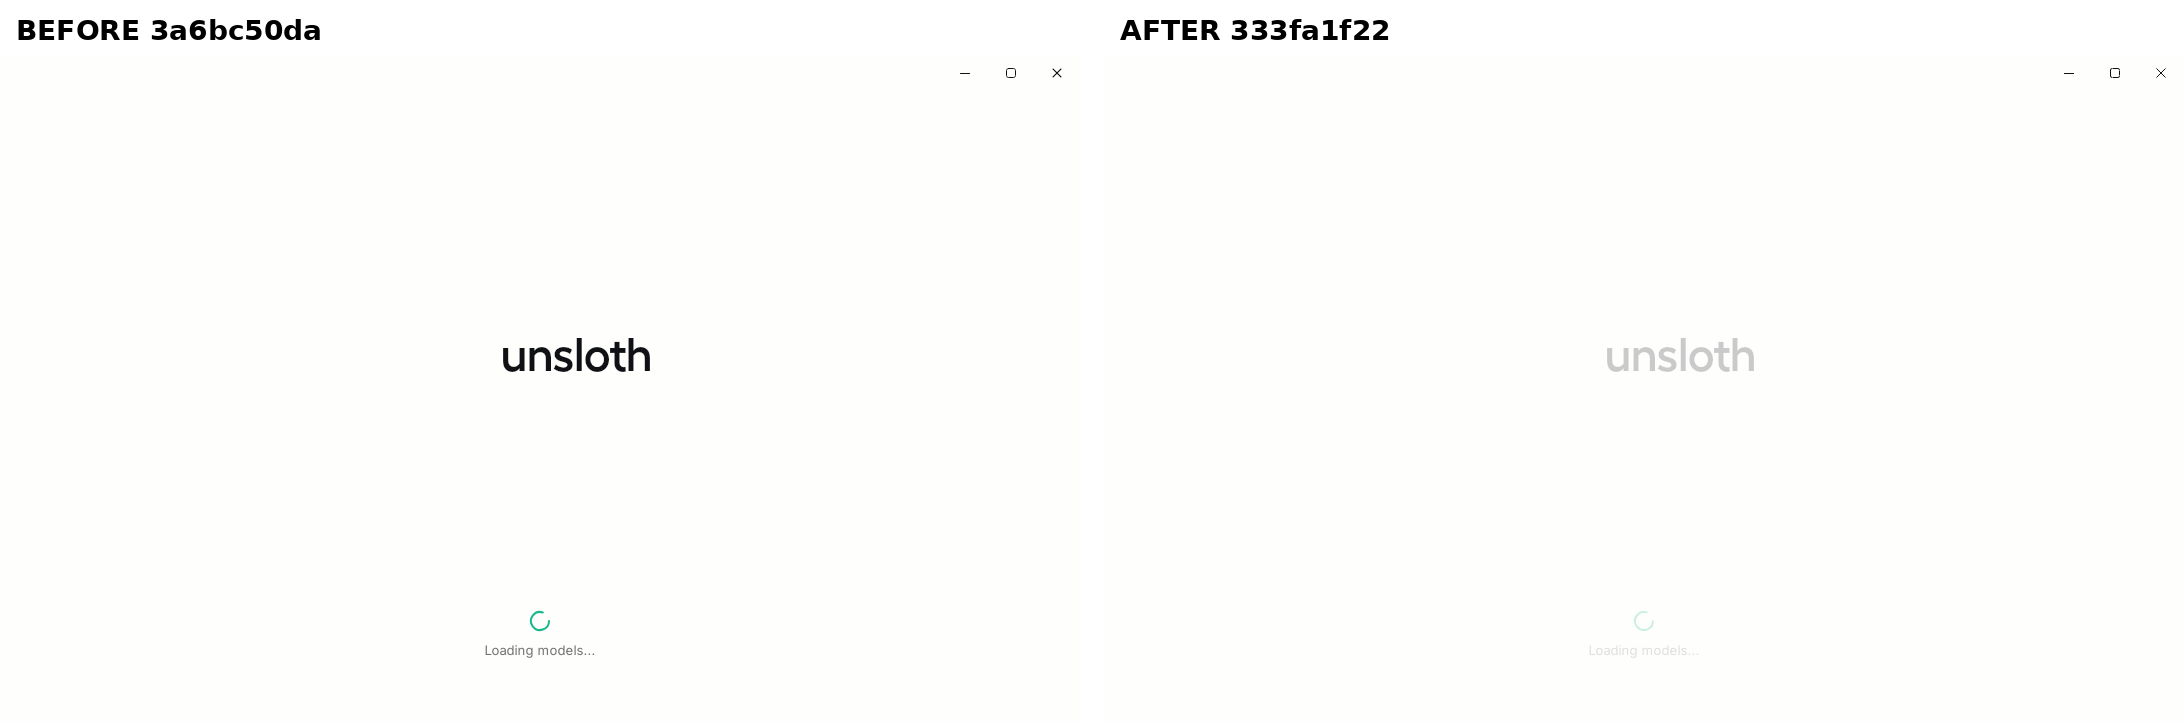 BEFORE 3a6bc50da
AFTER 333fa1f22
unsloth
unsloth
Loading models...
Loading models...